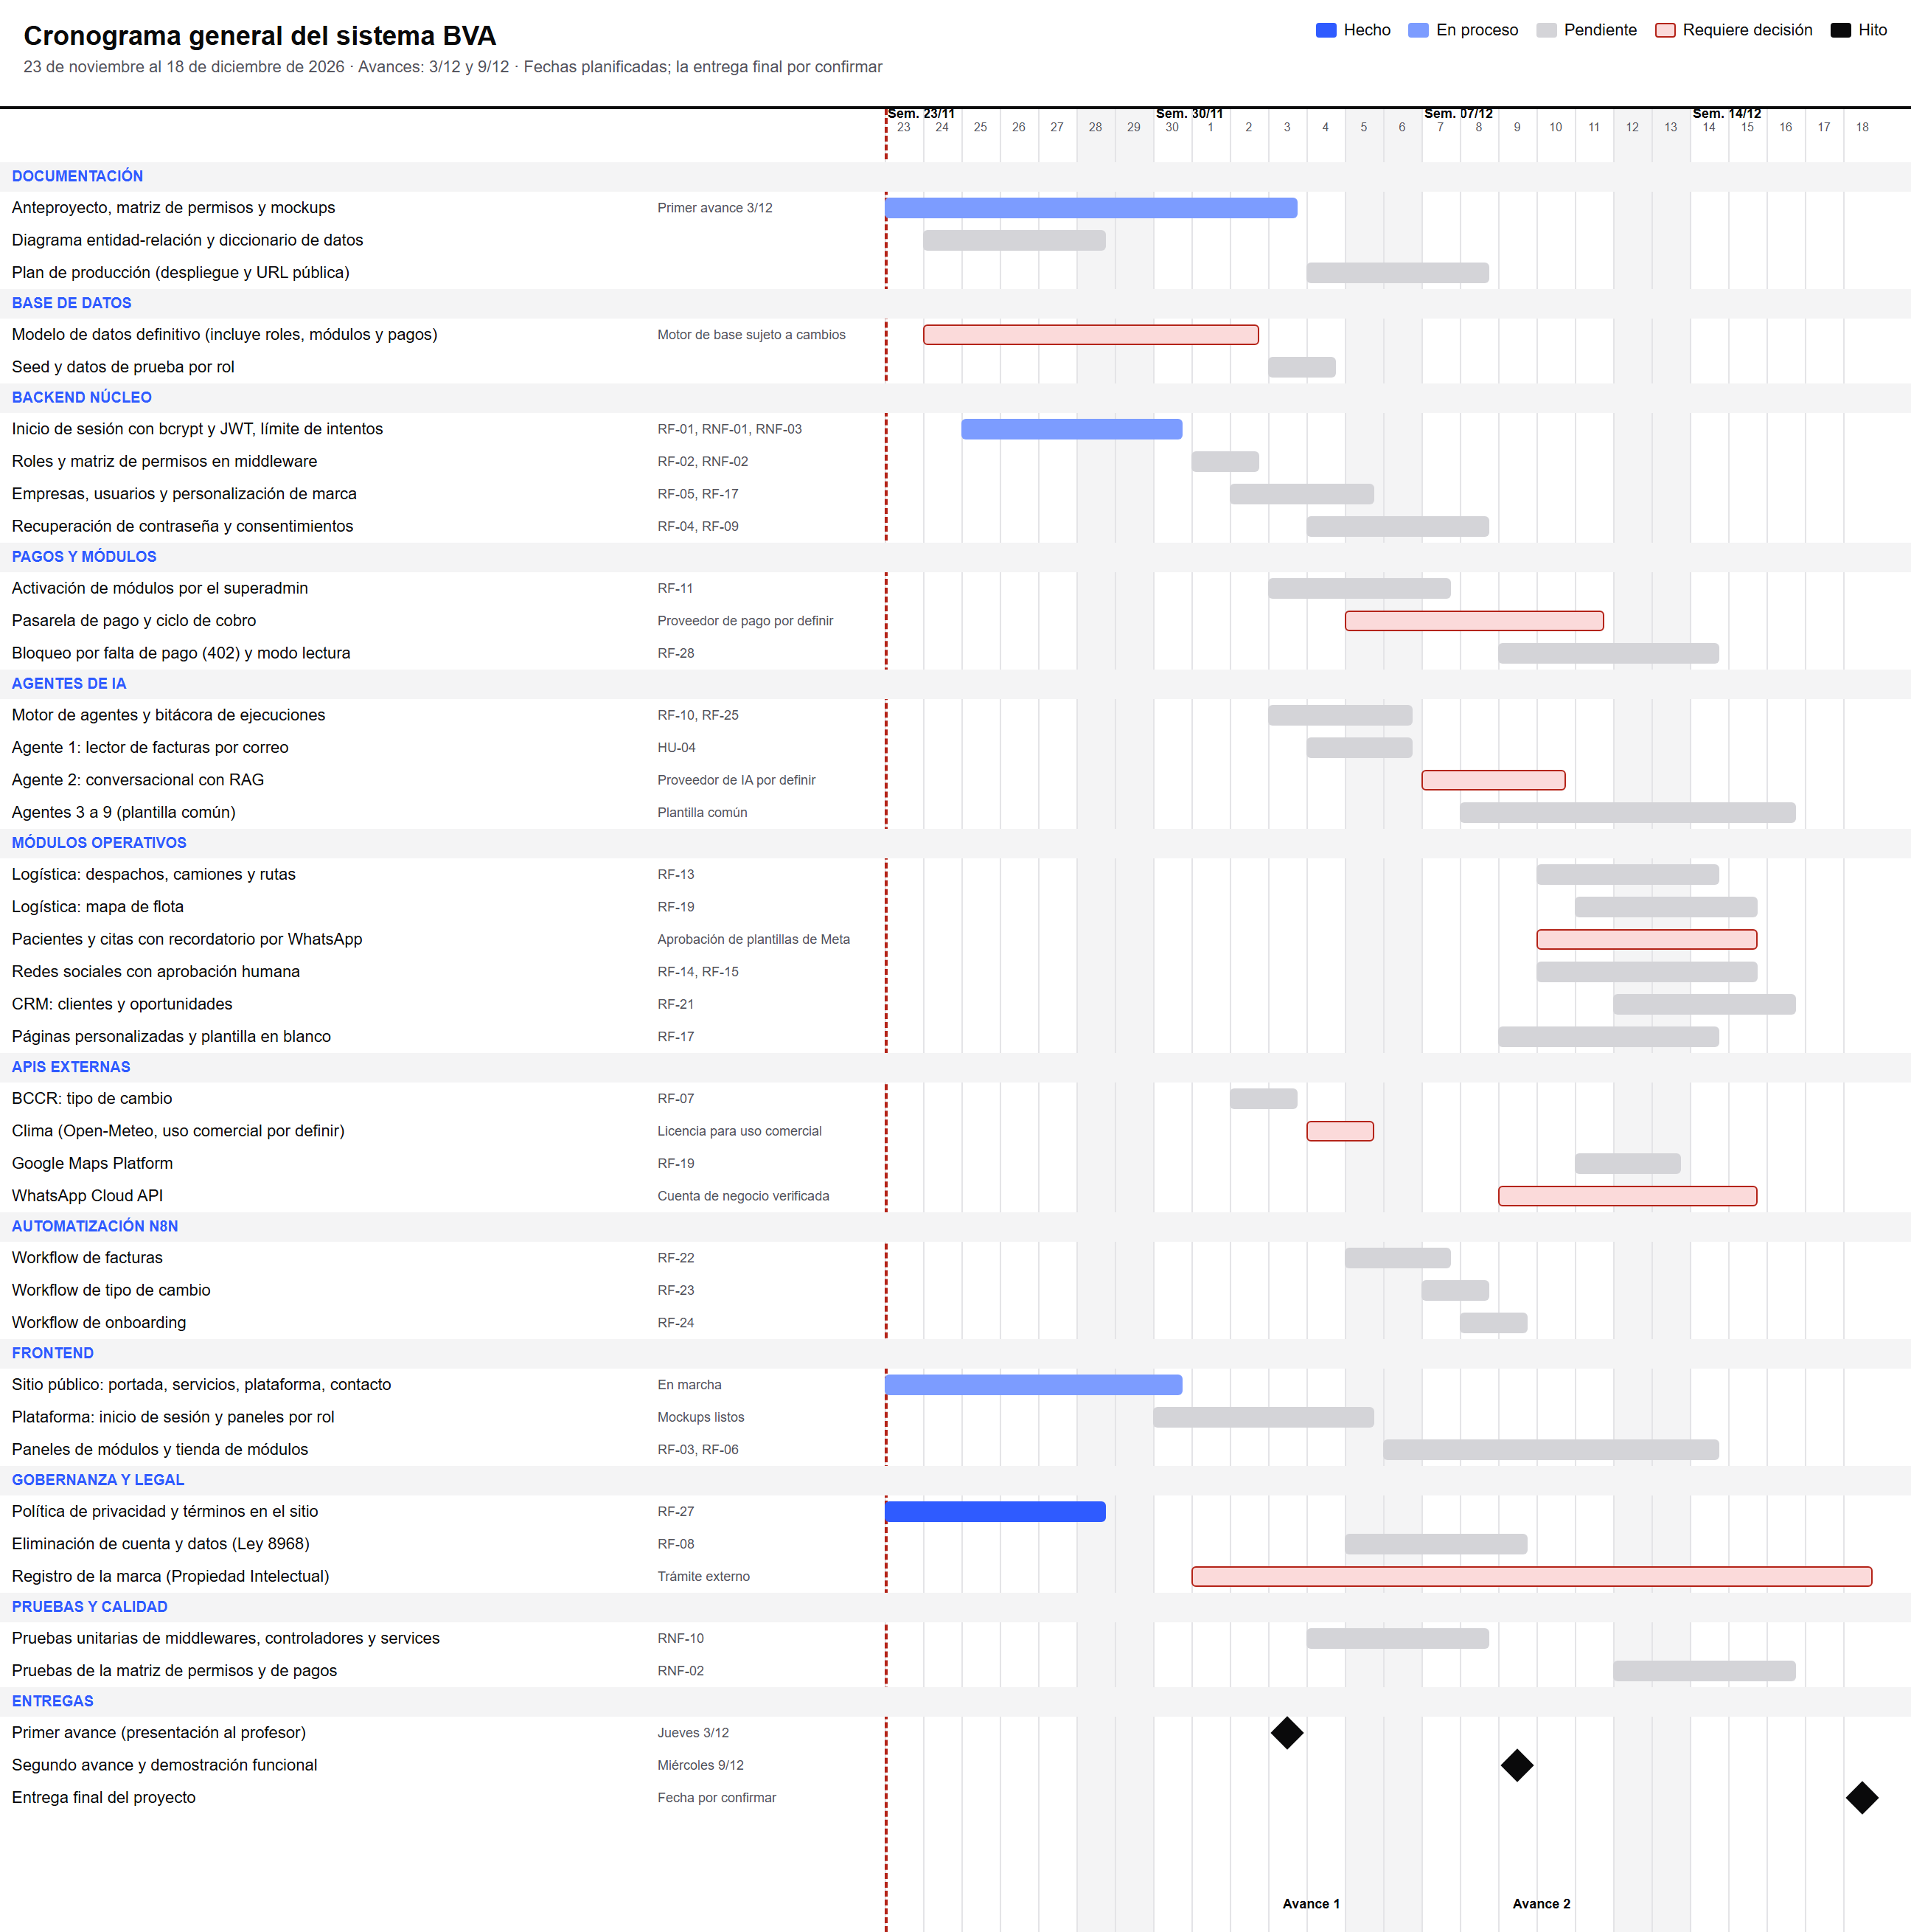 Cronograma general del sistema BVA
23 de noviembre al 18 de diciembre de 2026 · Avances: 3/12 y 9/12 · Fechas planificadas; la entrega final por confirmar
Hecho En proceso Pendiente Requiere decisión Hito
Sem. 23/11 Sem. 30/11 Sem. 07/12 Sem. 14/12
23 24 25 26 27 28 29 30 1 2 3 4 5 6 7 8 9 10 11 12 13 14 15 16 17 18
DOCUMENTACIÓN
Anteproyecto, matriz de permisos y mockups Primer avance 3/12
Diagrama entidad-relación y diccionario de datos
Plan de producción (despliegue y URL pública)
BASE DE DATOS
Modelo de datos definitivo (incluye roles, módulos y pagos) Motor de base sujeto a cambios
Seed y datos de prueba por rol
BACKEND NÚCLEO
Inicio de sesión con bcrypt y JWT, límite de intentos RF-01, RNF-01, RNF-03
Roles y matriz de permisos en middleware RF-02, RNF-02
Empresas, usuarios y personalización de marca RF-05, RF-17
Recuperación de contraseña y consentimientos RF-04, RF-09
PAGOS Y MÓDULOS
Activación de módulos por el superadmin RF-11
Pasarela de pago y ciclo de cobro Proveedor de pago por definir
Bloqueo por falta de pago (402) y modo lectura RF-28
AGENTES DE IA
Motor de agentes y bitácora de ejecuciones RF-10, RF-25
Agente 1: lector de facturas por correo HU-04
Agente 2: conversacional con RAG Proveedor de IA por definir
Agentes 3 a 9 (plantilla común) Plantilla común
MÓDULOS OPERATIVOS
Logística: despachos, camiones y rutas RF-13
Logística: mapa de flota RF-19
Pacientes y citas con recordatorio por WhatsApp Aprobación de plantillas de Meta
Redes sociales con aprobación humana RF-14, RF-15
CRM: clientes y oportunidades RF-21
Páginas personalizadas y plantilla en blanco RF-17
APIS EXTERNAS
BCCR: tipo de cambio RF-07
Clima (Open-Meteo, uso comercial por definir) Licencia para uso comercial
Google Maps Platform RF-19
WhatsApp Cloud API Cuenta de negocio verificada
AUTOMATIZACIÓN N8N
Workflow de facturas RF-22
Workflow de tipo de cambio RF-23
Workflow de onboarding RF-24
FRONTEND
Sitio público: portada, servicios, plataforma, contacto En marcha
Plataforma: inicio de sesión y paneles por rol Mockups listos
Paneles de módulos y tienda de módulos RF-03, RF-06
GOBERNANZA Y LEGAL
Política de privacidad y términos en el sitio RF-27
Eliminación de cuenta y datos (Ley 8968) RF-08
Registro de la marca (Propiedad Intelectual) Trámite externo
PRUEBAS Y CALIDAD
Pruebas unitarias de middlewares, controladores y services RNF-10
Pruebas de la matriz de permisos y de pagos RNF-02
ENTREGAS
Primer avance (presentación al profesor) Jueves 3/12
Segundo avance y demostración funcional Miércoles 9/12
Entrega final del proyecto Fecha por confirmar
Avance 1 Avance 2